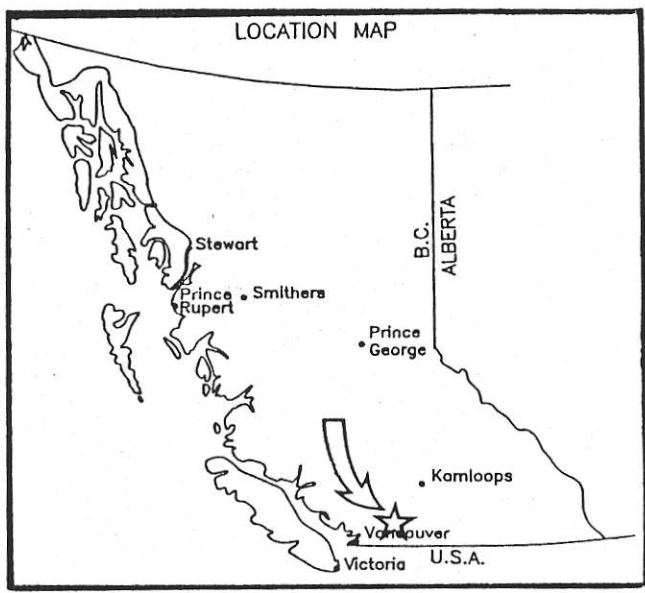 LOCATION MAP
B.C.
ALBERTA
Stewart
Prince
Rupert
Smithers
Prince
George
Kamloops
Vancouver
U.S.A.
Victoria